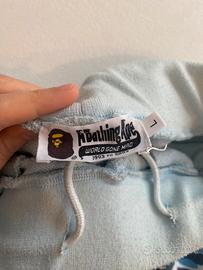 A Bathing Ape
WORLD GONE MAD
1993
L